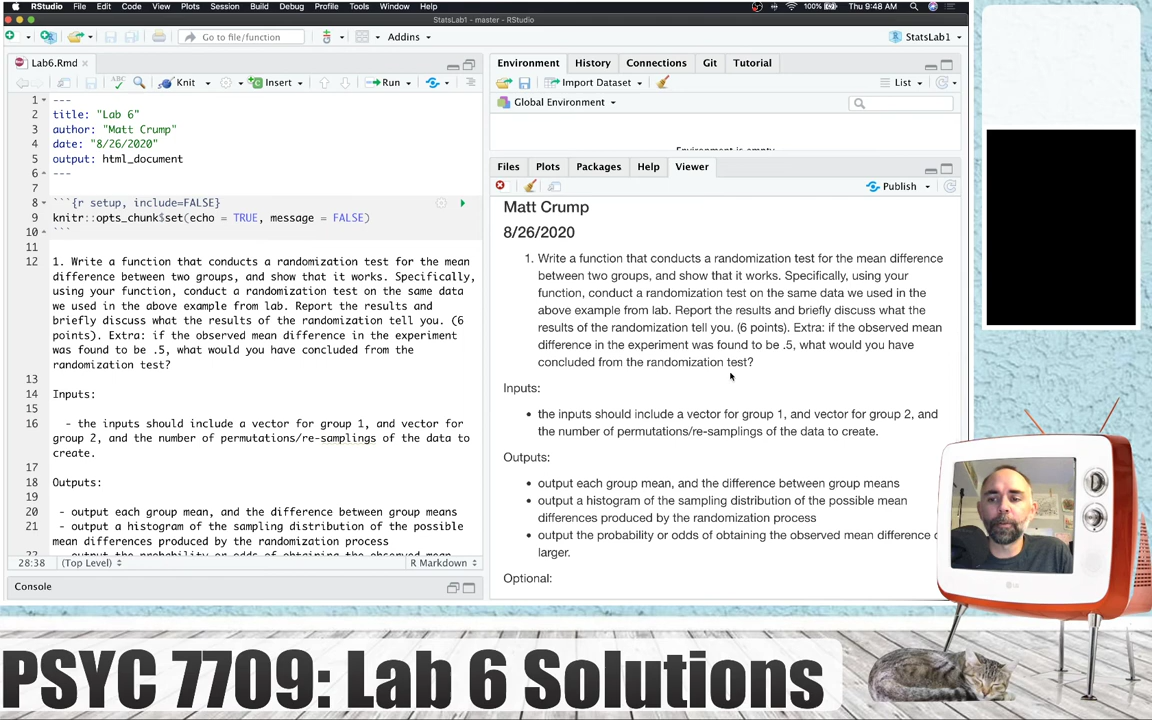 RStudio File Edit Code View Plots Session Build Debug Profile Tools Window Help 100% Thu 9:48 AM
StatsLab1 - master - RStudio
Go to file/function Addins StatsLab1
Lab6.Rmd
Knit Insert Run
1 ---
2 title: "Lab 6"
3 author: "Matt Crump"
4 date: "8/26/2020"
5 output: html_document
6 ---
7
8 ```{r setup, include=FALSE}
9 knitr::opts_chunk$set(echo = TRUE, message = FALSE)
10 ```
11
12 1. Write a function that conducts a randomization test for the mean
difference between two groups, and show that it works. Specifically,
using your function, conduct a randomization test on the same data
we used in the above example from lab. Report the results and
briefly discuss what the results of the randomization tell you. (6
points). Extra: if the observed mean difference in the experiment
was found to be .5, what would you have concluded from the
randomization test?
13
14 Inputs:
15
16 - the inputs should include a vector for group 1, and vector for
group 2, and the number of permutations/re-samplings of the data to
create.
17
18 Outputs:
19
20 - output each group mean, and the difference between group means
21 - output a histogram of the sampling distribution of the possible
mean differences produced by the randomization process
22 - output the probability or odds of obtaining the observed mean
28:38 (Top Level) R Markdown
Console
Environment History Connections Git Tutorial
Import Dataset List
Global Environment
Environment is empty
Files Plots Packages Help Viewer
Publish
Matt Crump
8/26/2020
1. Write a function that conducts a randomization test for the mean difference
between two groups, and show that it works. Specifically, using your
function, conduct a randomization test on the same data we used in the
above example from lab. Report the results and briefly discuss what the
results of the randomization tell you. (6 points). Extra: if the observed mean
difference in the experiment was found to be .5, what would you have
concluded from the randomization test?
Inputs:
• the inputs should include a vector for group 1, and vector for group 2, and
the number of permutations/re-samplings of the data to create.
Outputs:
• output each group mean, and the difference between group means
• output a histogram of the sampling distribution of the possible mean
differences produced by the randomization process
• output the probability or odds of obtaining the observed mean difference
larger.
Optional:
LG
PSYC 7709: Lab 6 Solutions